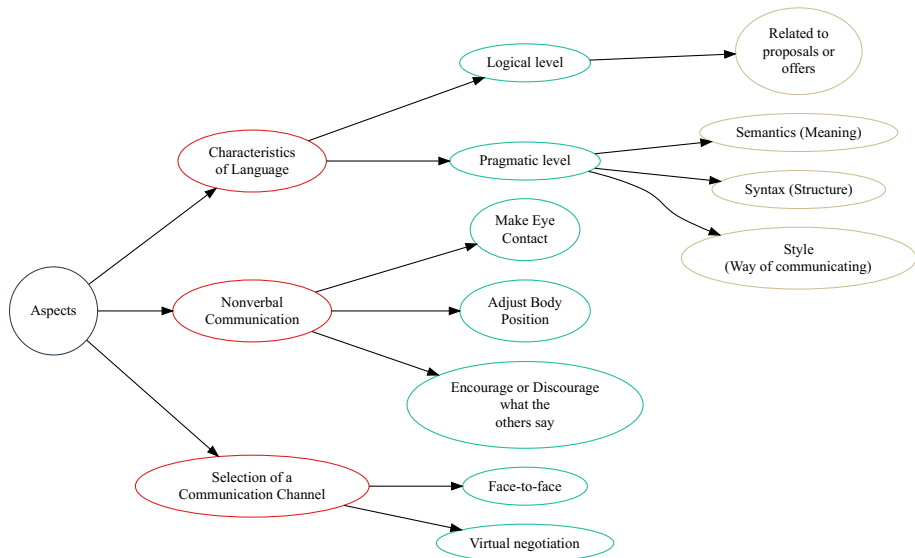 Aspects
Characteristics
of Language
Logical level
Related to
proposals or
offers
Pragmatic level
Semantics (Meaning)
Syntax (Structure)
Style
(Way of communicating)
Nonverbal
Communication
Make Eye
Contact
Adjust Body
Position
Encourage or Discourage
what the
others say
Selection of a
Communication Channel
Face-to-face
Virtual negotiation